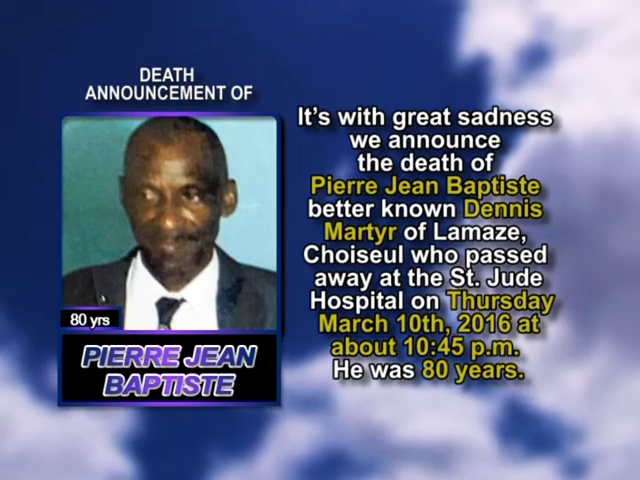 DEATH
ANNOUNCEMENT OF
80 yrs
PIERRE JEAN
BAPTISTE
It's with great sadness
we announce
the death of
Pierre Jean Baptiste
better known Dennis
Martyr of Lamaze,
Choiseul who passed
away at the St. Jude
Hospital on Thursday
March 10th, 2016 at
about 10:45 p.m.
He was 80 years.